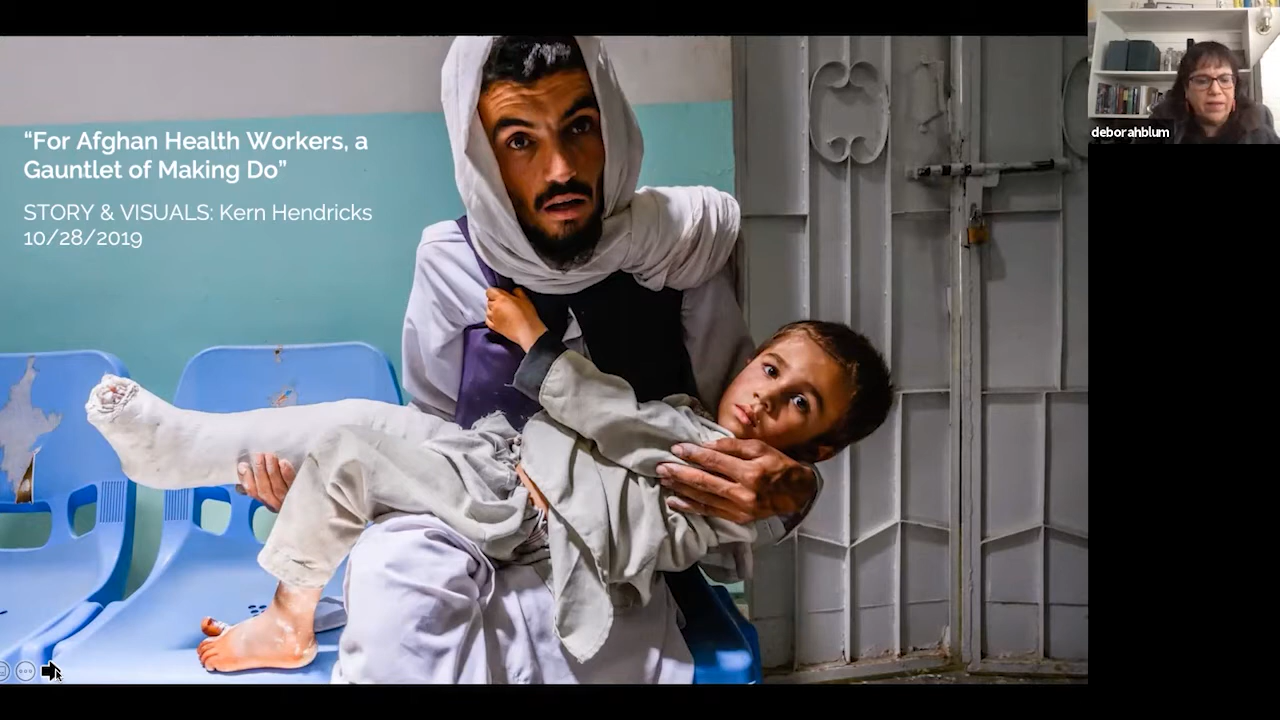 “For Afghan Health Workers, a
Gauntlet of Making Do”
STORY & VISUALS: Kern Hendricks
10/28/2019
deborahblum